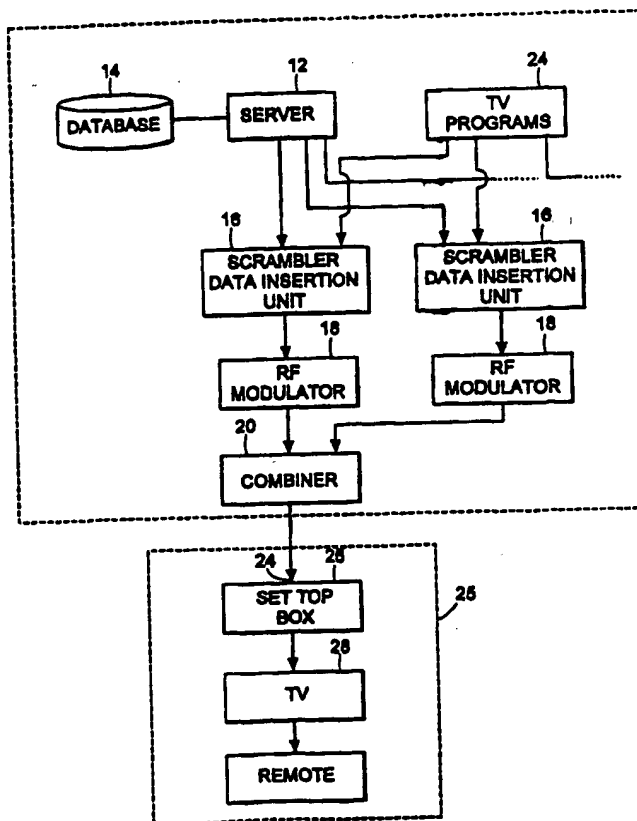 14
DATABASE
12
SERVER
24
TV
PROGRAMS
16
SCRAMBLER
DATA INSERTION
UNIT
16
SCRAMBLER
DATA INSERTION
UNIT
18
RF
MODULATOR
18
RF
MODULATOR
20
COMBINER
24
26
SET TOP
BOX
25
28
TV
REMOTE